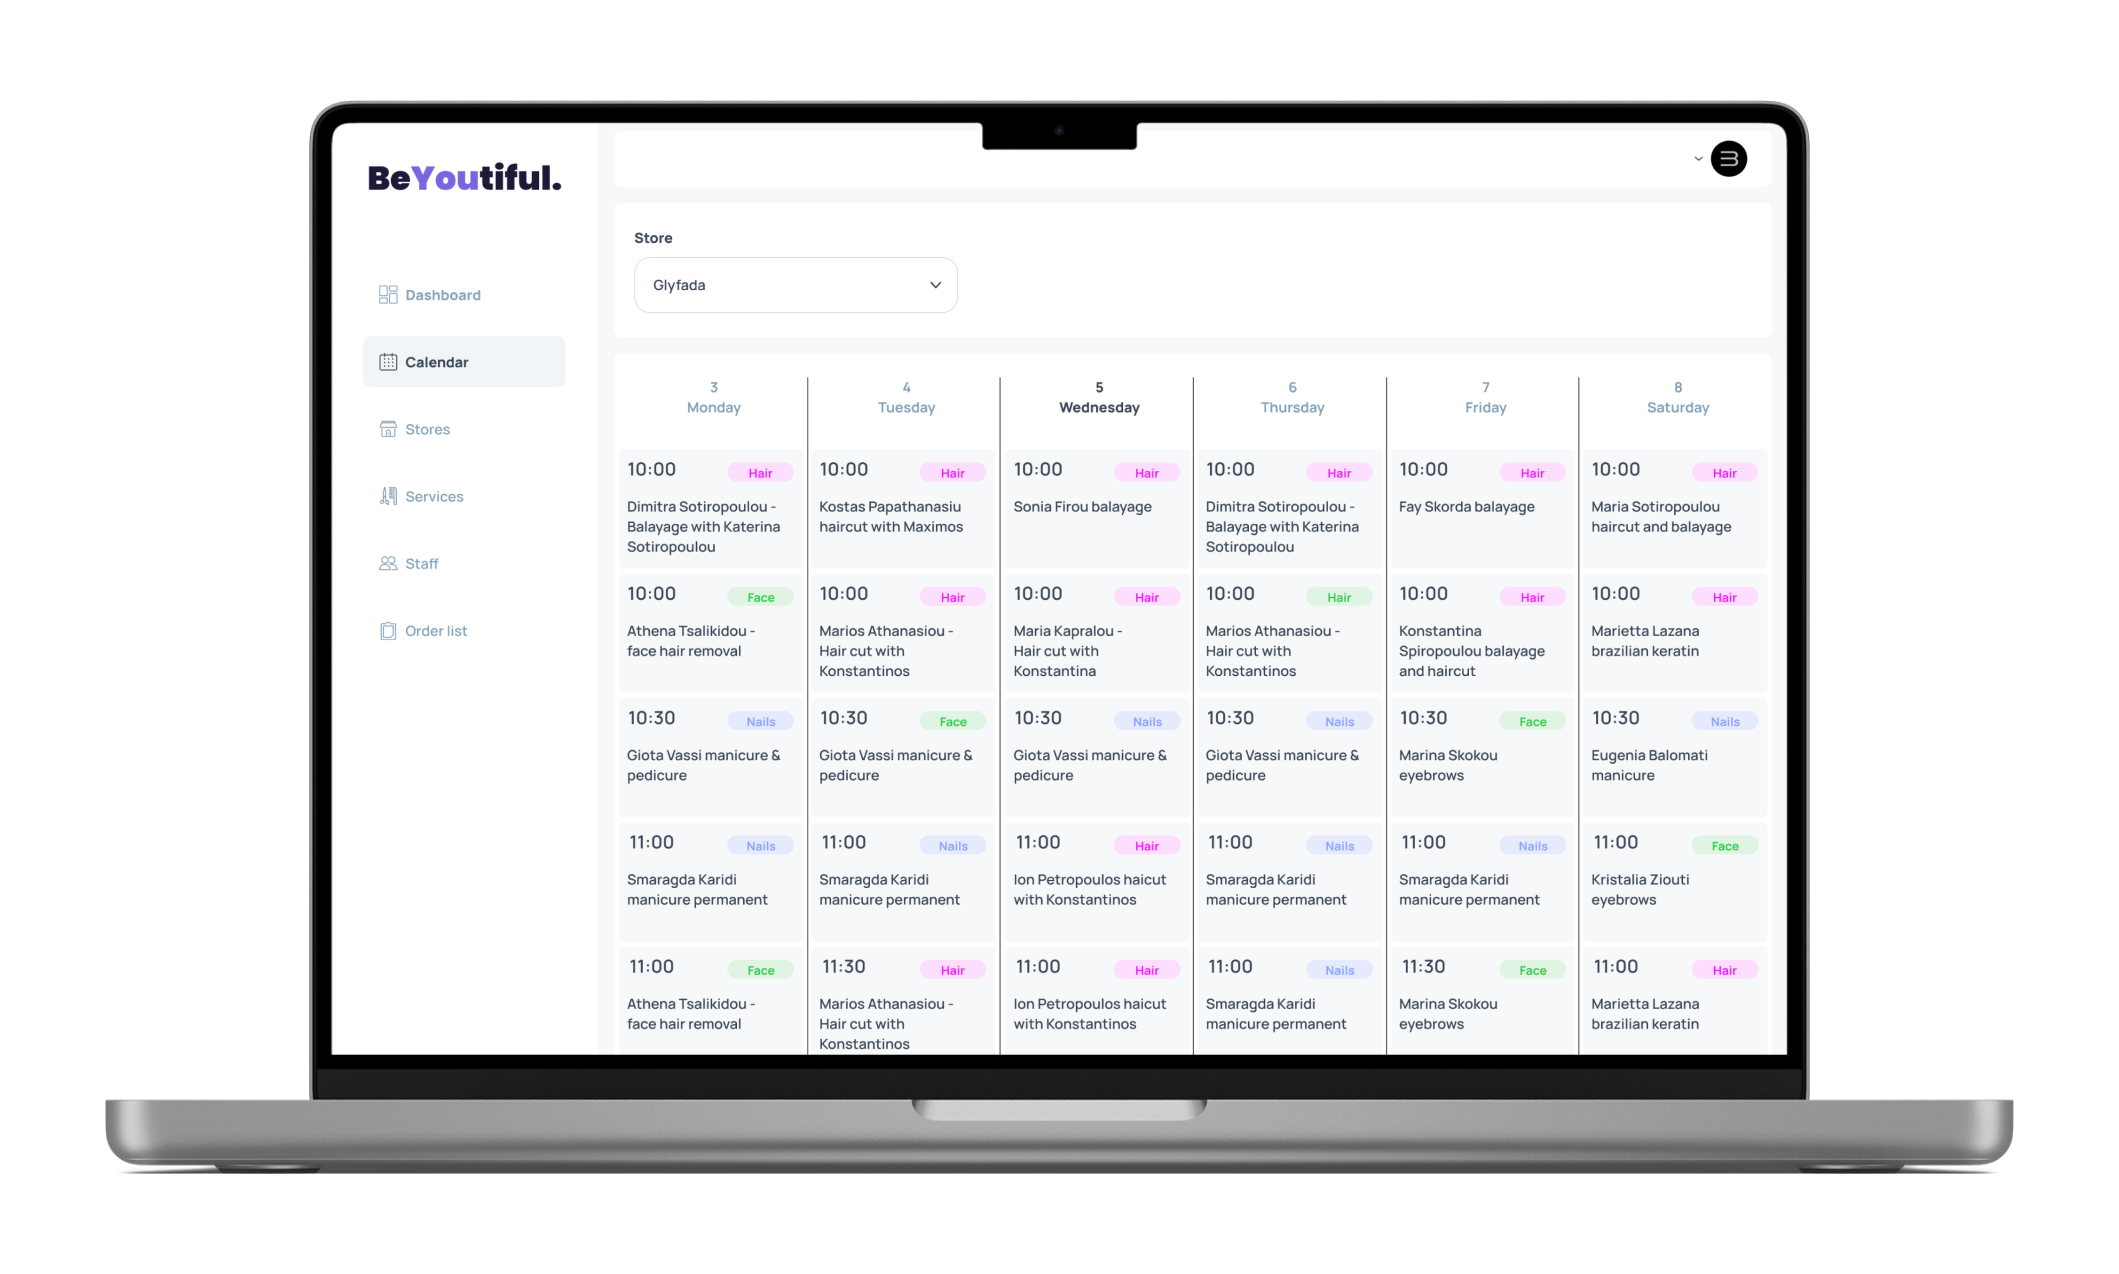 BeYoutiful.
Dashboard
Calendar
Stores
Services
Staff
Order list
Store
Glyfada
3
Monday
4
Tuesday
5
Wednesday
6
Thursday
7
Friday
8
Saturday
10:00 Hair
Dimitra Sotiropoulou -
Balayage with Katerina
Sotiropoulou
10:00 Hair
Kostas Papathanasiu
haircut with Maximos
10:00 Hair
Sonia Firou balayage
10:00 Hair
Dimitra Sotiropoulou -
Balayage with Katerina
Sotiropoulou
10:00 Hair
Fay Skorda balayage
10:00 Hair
Maria Sotiropoulou
haircut and balayage
10:00 Face
Athena Tsalikidou -
face hair removal
10:00 Hair
Marios Athanasiou -
Hair cut with
Konstantinos
10:00 Hair
Maria Kapralou -
Hair cut with
Konstantina
10:00 Hair
Marios Athanasiou -
Hair cut with
Konstantinos
10:00 Hair
Konstantina
Spiropoulou balayage
and haircut
10:00 Hair
Marietta Lazana
brazilian keratin
10:30 Nails
Giota Vassi manicure &
pedicure
10:30 Face
Giota Vassi manicure &
pedicure
10:30 Nails
Giota Vassi manicure &
pedicure
10:30 Nails
Giota Vassi manicure &
pedicure
10:30 Face
Marina Skokou
eyebrows
10:30 Nails
Eugenia Balomati
manicure
11:00 Nails
Smaragda Karidi
manicure permanent
11:00 Nails
Smaragda Karidi
manicure permanent
11:00 Hair
Ion Petropoulos haicut
with Konstantinos
11:00 Nails
Smaragda Karidi
manicure permanent
11:00 Nails
Smaragda Karidi
manicure permanent
11:00 Face
Kristalia Ziouti
eyebrows
11:00 Face
Athena Tsalikidou -
face hair removal
11:30 Hair
Marios Athanasiou -
Hair cut with
Konstantinos
11:00 Hair
Ion Petropoulos haicut
with Konstantinos
11:00 Nails
Smaragda Karidi
manicure permanent
11:30 Face
Marina Skokou
eyebrows
11:00 Hair
Marietta Lazana
brazilian keratin